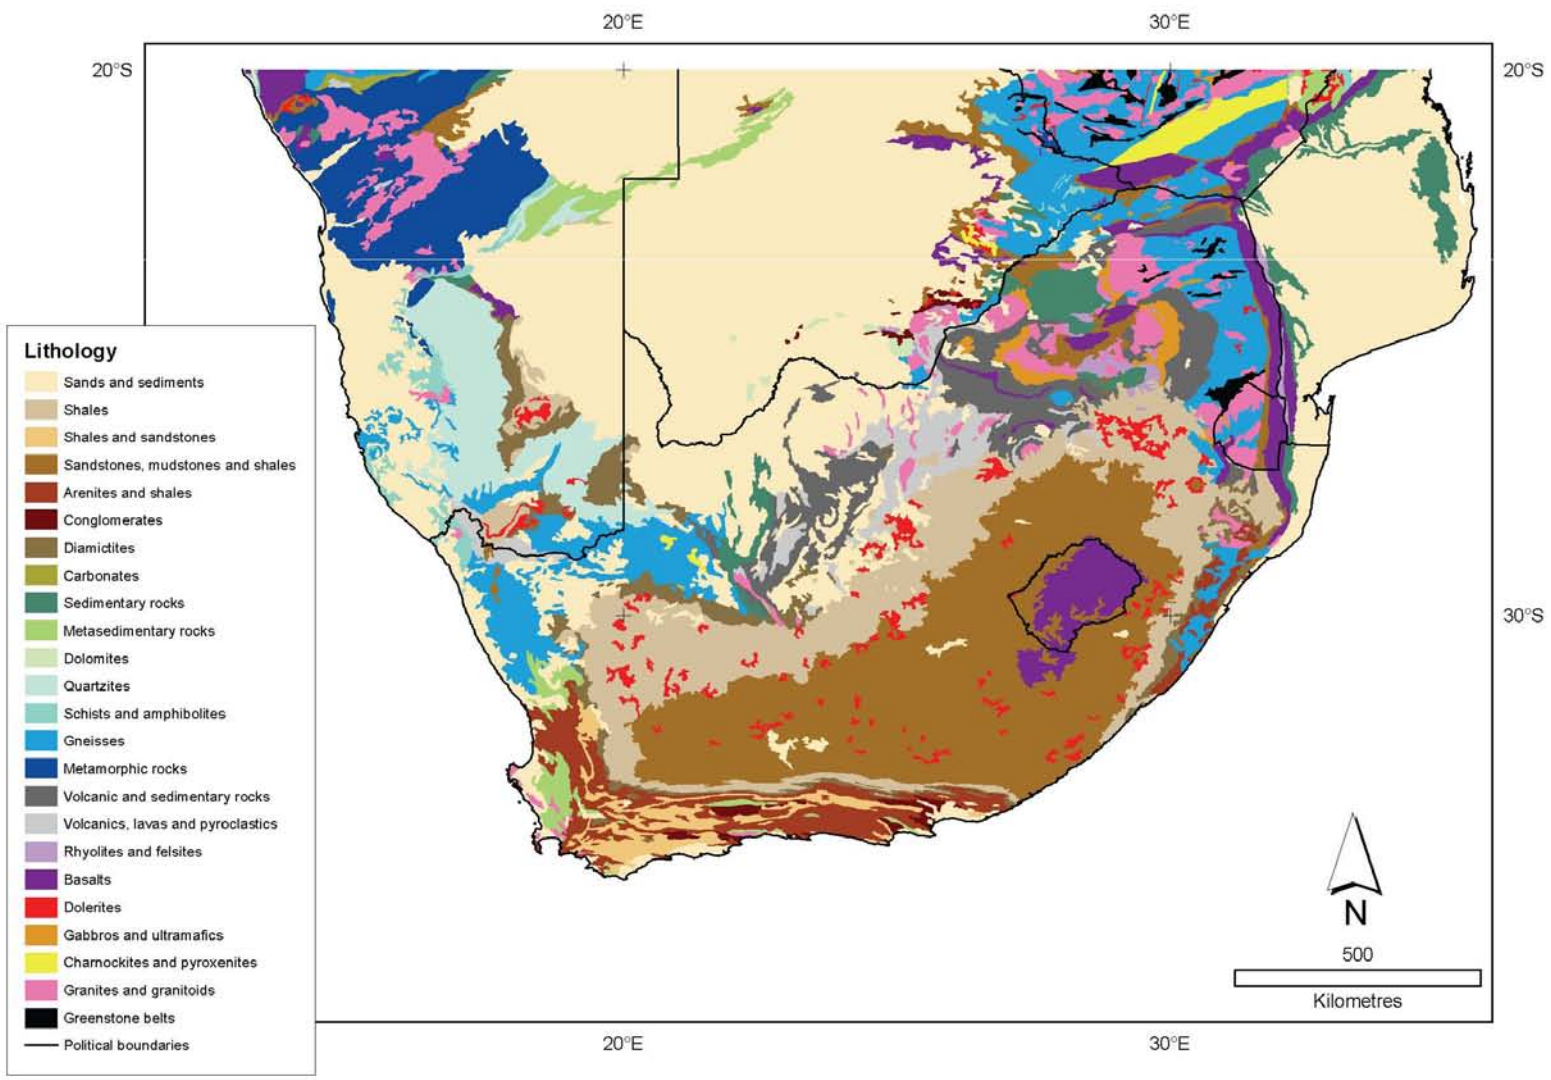 20°E
30°E
20°S
20°S
Lithology
Sands and sediments
Shales
Shales and sandstones
Sandstones, mudstones and shales
Arenites and shales
Conglomerates
Diamictites
Carbonates
Sedimentary rocks
Metasedimentary rocks
Dolomites
Quartzites
Schists and amphibolites
Gneisses
Metamorphic rocks
Volcanic and sedimentary rocks
Volcanics, lavas and pyroclastics
Rhyolites and felsites
Basalts
Dolerites
Gabbros and ultramafics
Charnockites and pyroxenites
Granites and granitoids
Greenstone belts
Political boundaries
30°S
N
500
Kilometres
20°E
30°E